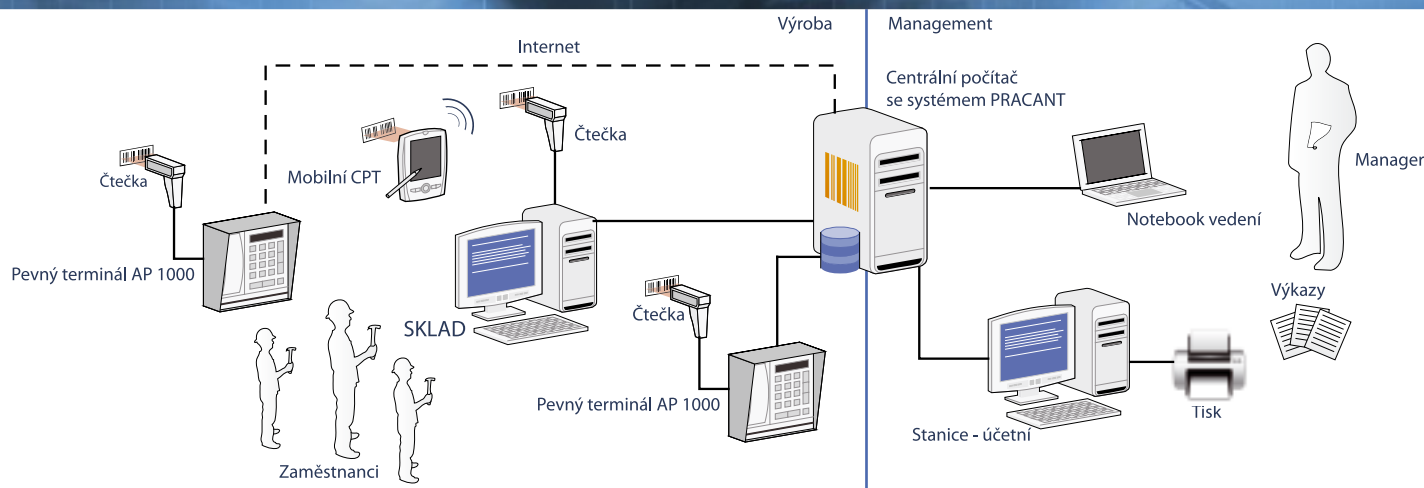 Výroba
Management
Internet
Centrální počítač
se systémem PRACANT
Čtečka
Mobilní CPT
Čtečka
Manager
Notebook vedení
Pevný terminál AP 1000
Výkazy
Čtečka
SKLAD
Pevný terminál AP 1000
Tisk
Stanice - účetní
Zaměstnanci